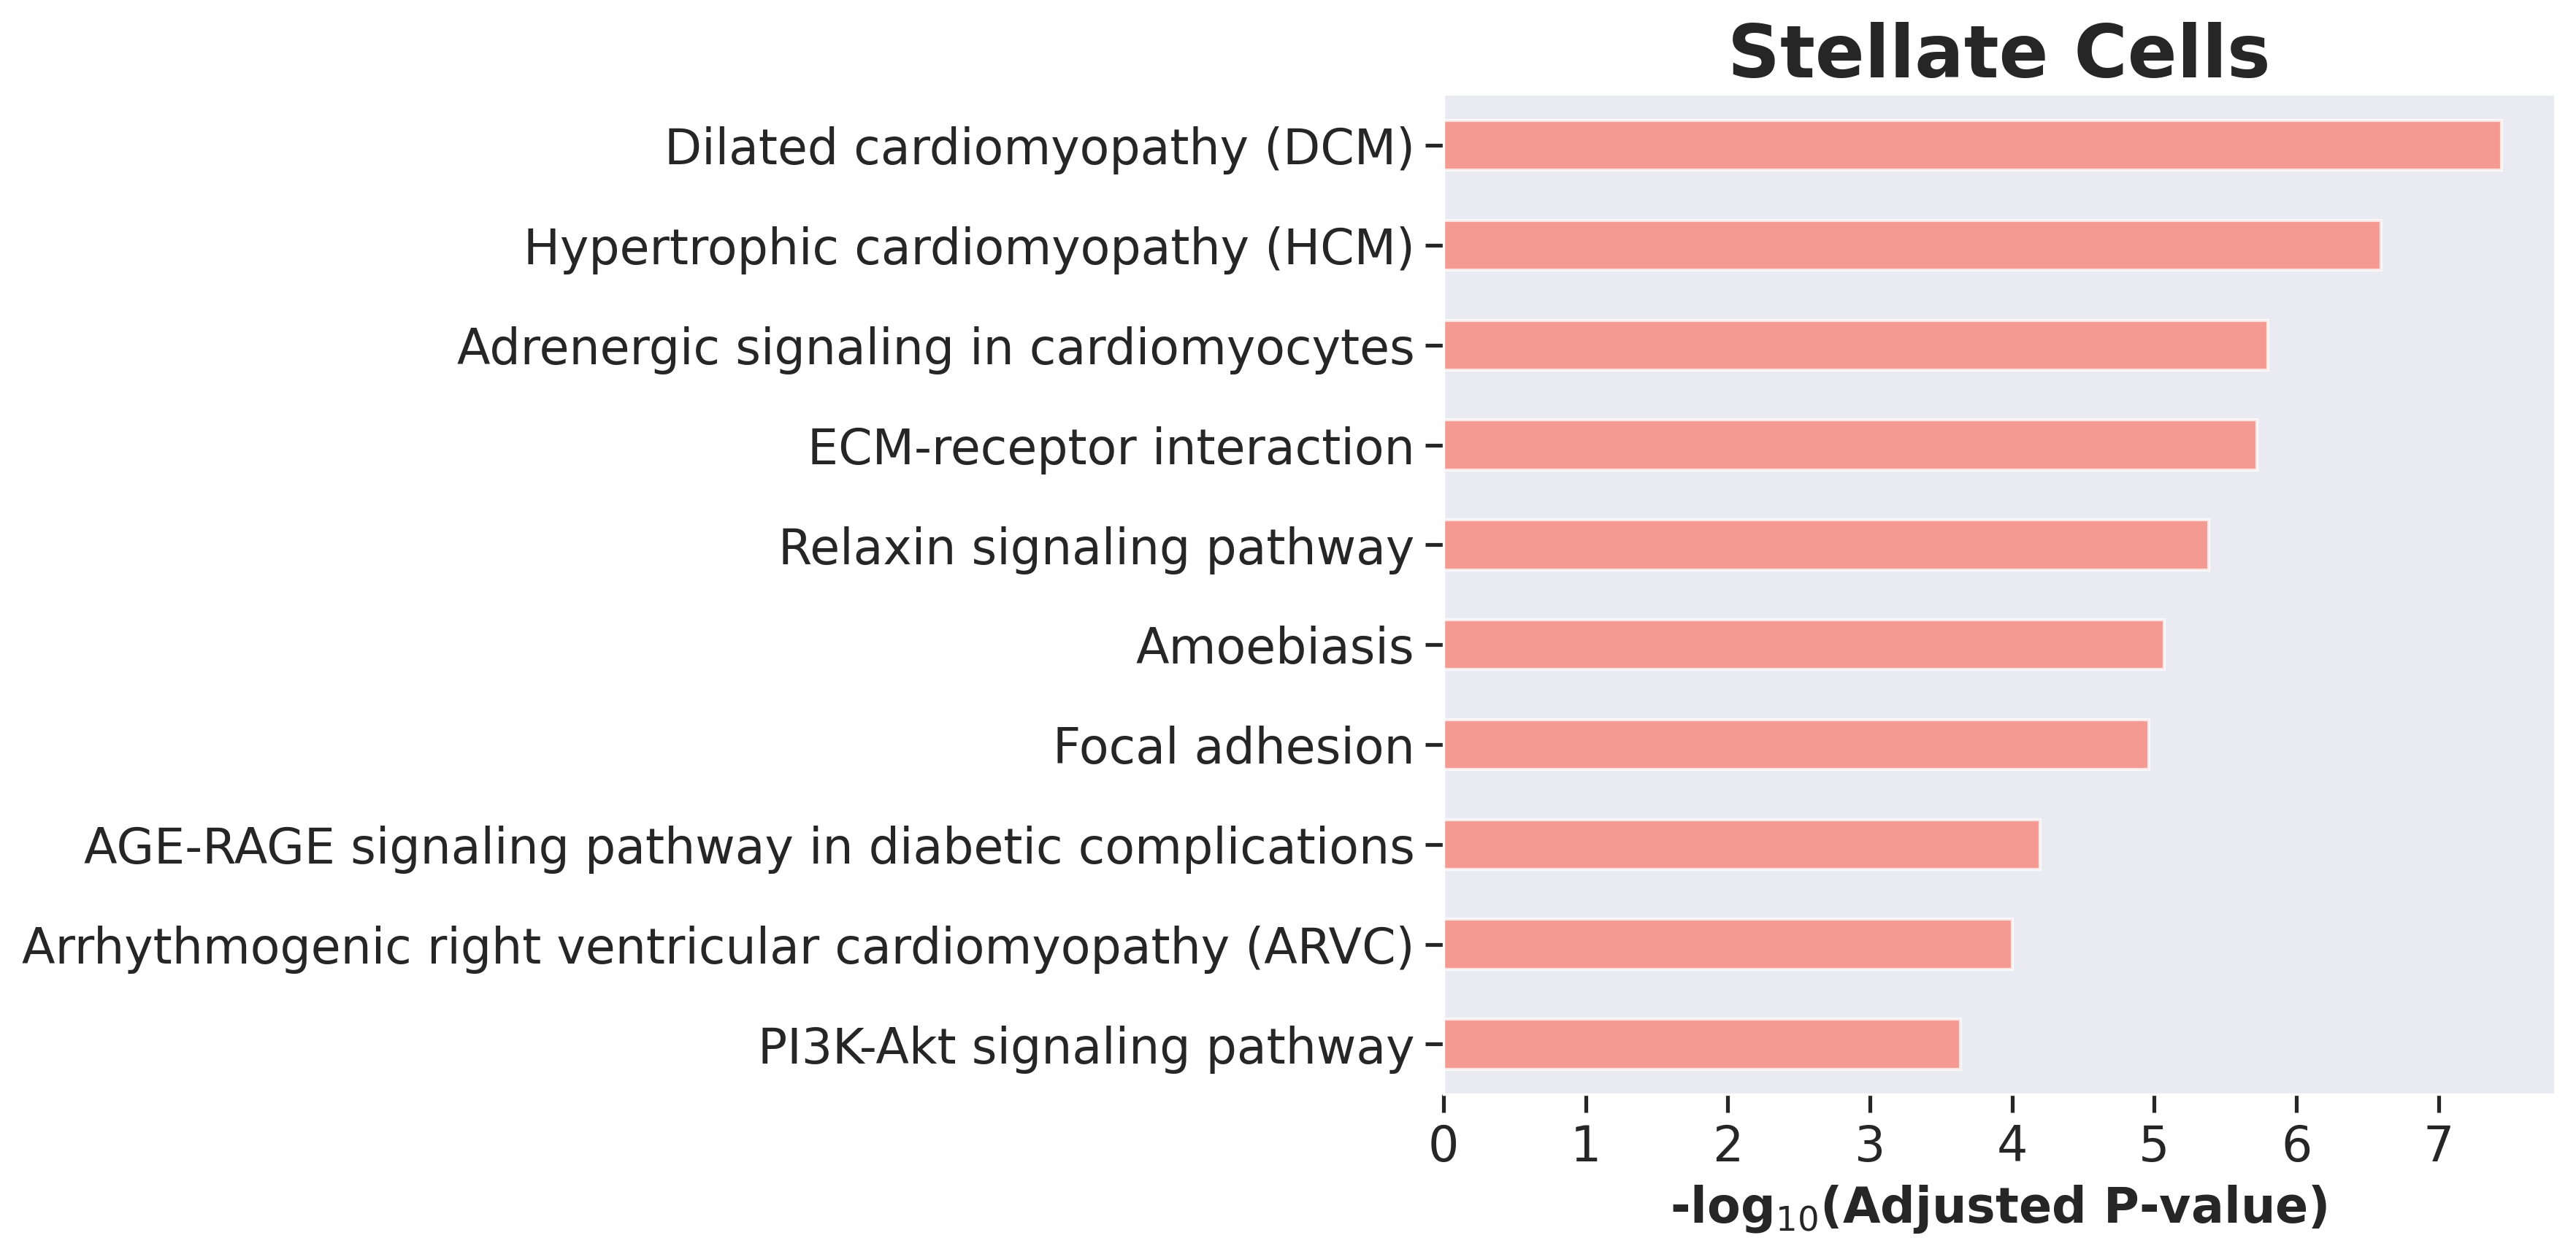 Stellate Cells
Dilated cardiomyopathy (DCM)
Hypertrophic cardiomyopathy (HCM)
Adrenergic signaling in cardiomyocytes
ECM-receptor interaction
Relaxin signaling pathway
Amoebiasis
Focal adhesion
AGE-RAGE signaling pathway in diabetic complications
Arrhythmogenic right ventricular cardiomyopathy (ARVC)
PI3K-Akt signaling pathway
0 1 2 3 4 5 6 7
-log₁₀(Adjusted P-value)